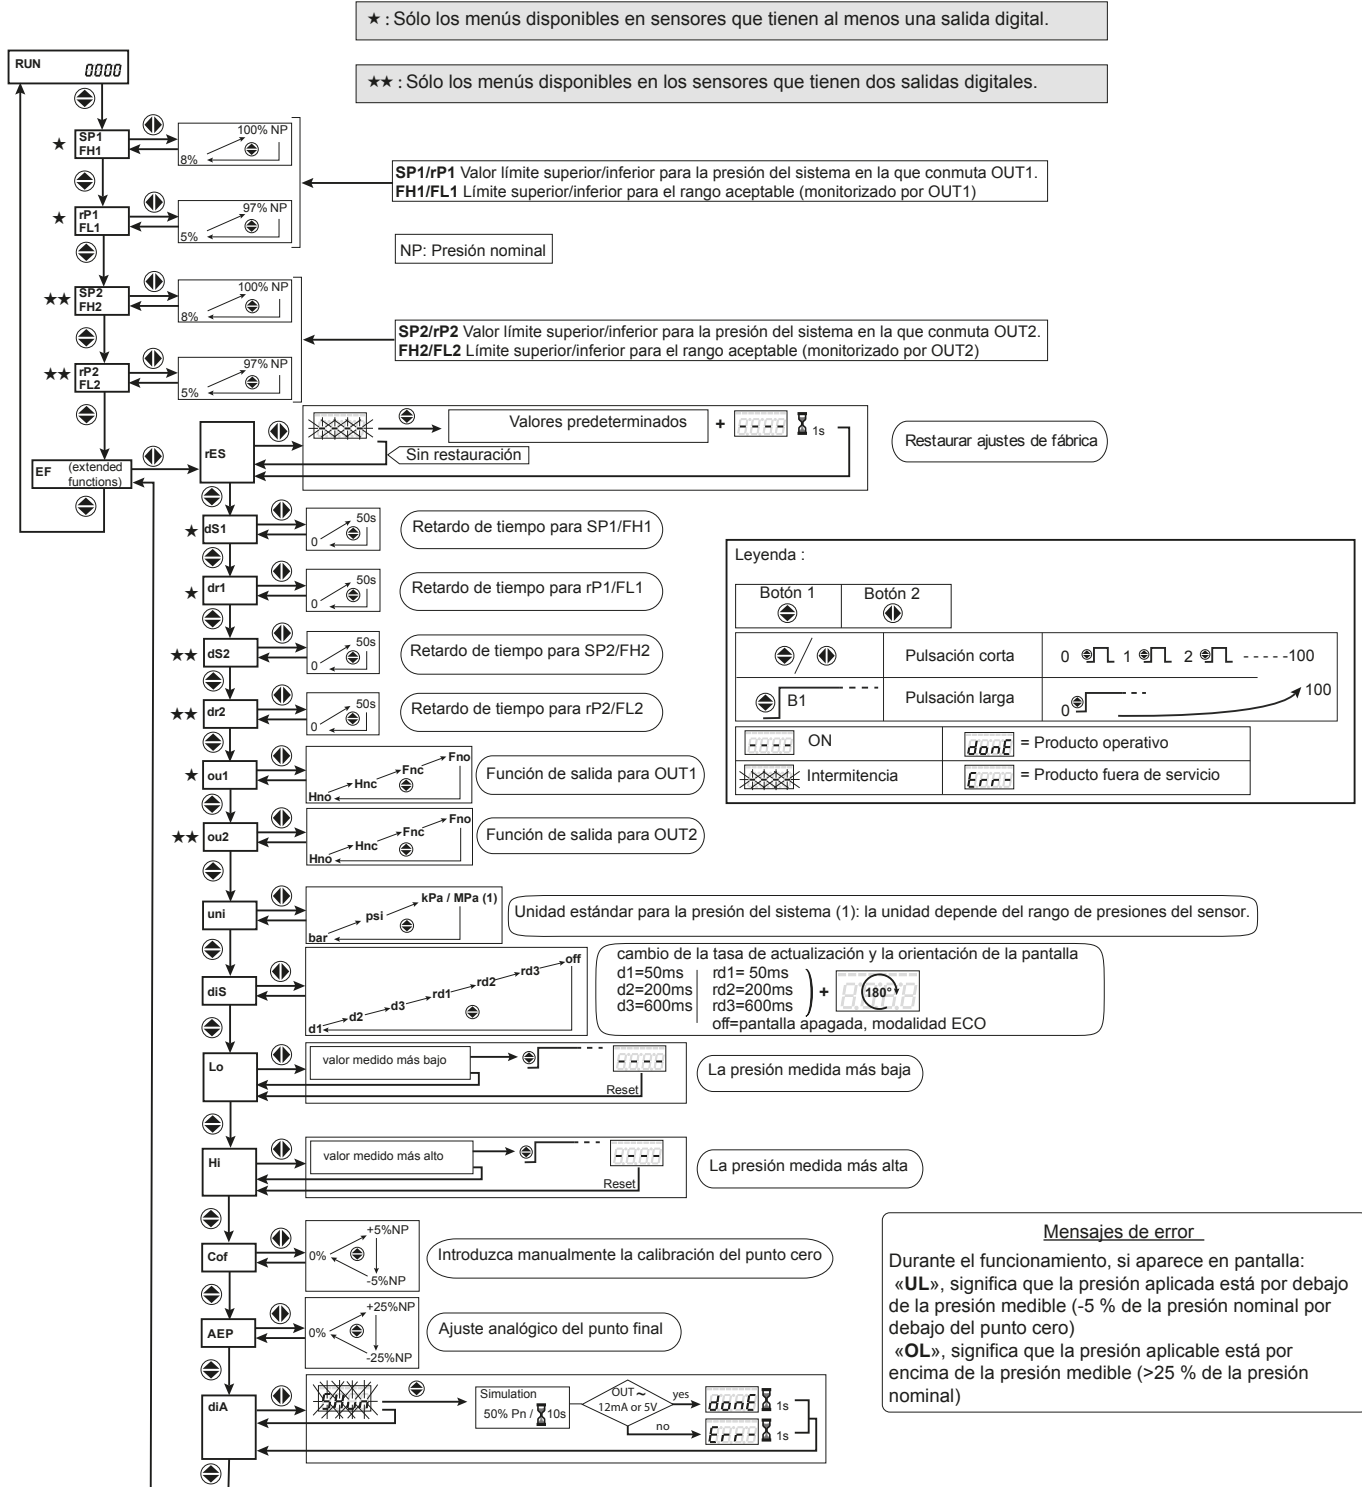 ★ : Sólo los menús disponibles en sensores que tienen al menos una salida digital.
★★ : Sólo los menús disponibles en los sensores que tienen dos salidas digitales.
RUN 0000
★ SP1
FH1
100% NP
8%
SP1/rP1 Valor límite superior/inferior para la presión del sistema en la que conmuta OUT1.
FH1/FL1 Límite superior/inferior para el rango aceptable (monitorizado por OUT1)
★ rP1
FL1
97% NP
5%
NP: Presión nominal
★★ SP2
FH2
100% NP
8%
SP2/rP2 Valor límite superior/inferior para la presión del sistema en la que conmuta OUT2.
FH2/FL2 Límite superior/inferior para el rango aceptable (monitorizado por OUT2)
★★ rP2
FL2
97% NP
5%
EF (extended
functions)
rES
Valores predeterminados + ---- 1s
Sin restauración
Restaurar ajustes de fábrica
★ dS1
50s
0
Retardo de tiempo para SP1/FH1
★ dr1
50s
0
Retardo de tiempo para rP1/FL1
★★ dS2
50s
0
Retardo de tiempo para SP2/FH2
★★ dr2
50s
0
Retardo de tiempo para rP2/FL2
★ ou1
Hno Hnc Fnc Fno
Función de salida para OUT1
★★ ou2
Hno Hnc Fnc Fno
Función de salida para OUT2
Leyenda :
Botón 1 Botón 2
/ Pulsación corta 0 1 2 -----100
B1 Pulsación larga 0 100
---- ON donE = Producto operativo
Intermitencia Err- = Producto fuera de servicio
uni
bar psi kPa / MPa (1)
Unidad estándar para la presión del sistema (1): la unidad depende del rango de presiones del sensor.
diS
d1 d2 d3 rd1 rd2 rd3 off
cambio de la tasa de actualización y la orientación de la pantalla
d1=50ms rd1= 50ms
d2=200ms rd2=200ms + 180°
d3=600ms rd3=600ms
off=pantalla apagada, modalidad ECO
Lo
valor medido más bajo
----
Reset
La presión medida más baja
Hi
valor medido más alto
----
Reset
La presión medida más alta
Cof
0% +5%NP
-5%NP
Introduzca manualmente la calibración del punto cero
AEP
0% +25%NP
-25%NP
Ajuste analógico del punto final
diA
Simulation
50% Pn / 10s
OUT ~
12mA or 5V
yes donE 1s
no Err- 1s
Mensajes de error
Durante el funcionamiento, si aparece en pantalla:
«UL», significa que la presión aplicada está por debajo
de la presión medible (-5 % de la presión nominal por
debajo del punto cero)
«OL», significa que la presión aplicable está por
encima de la presión medible (>25 % de la presión
nominal)